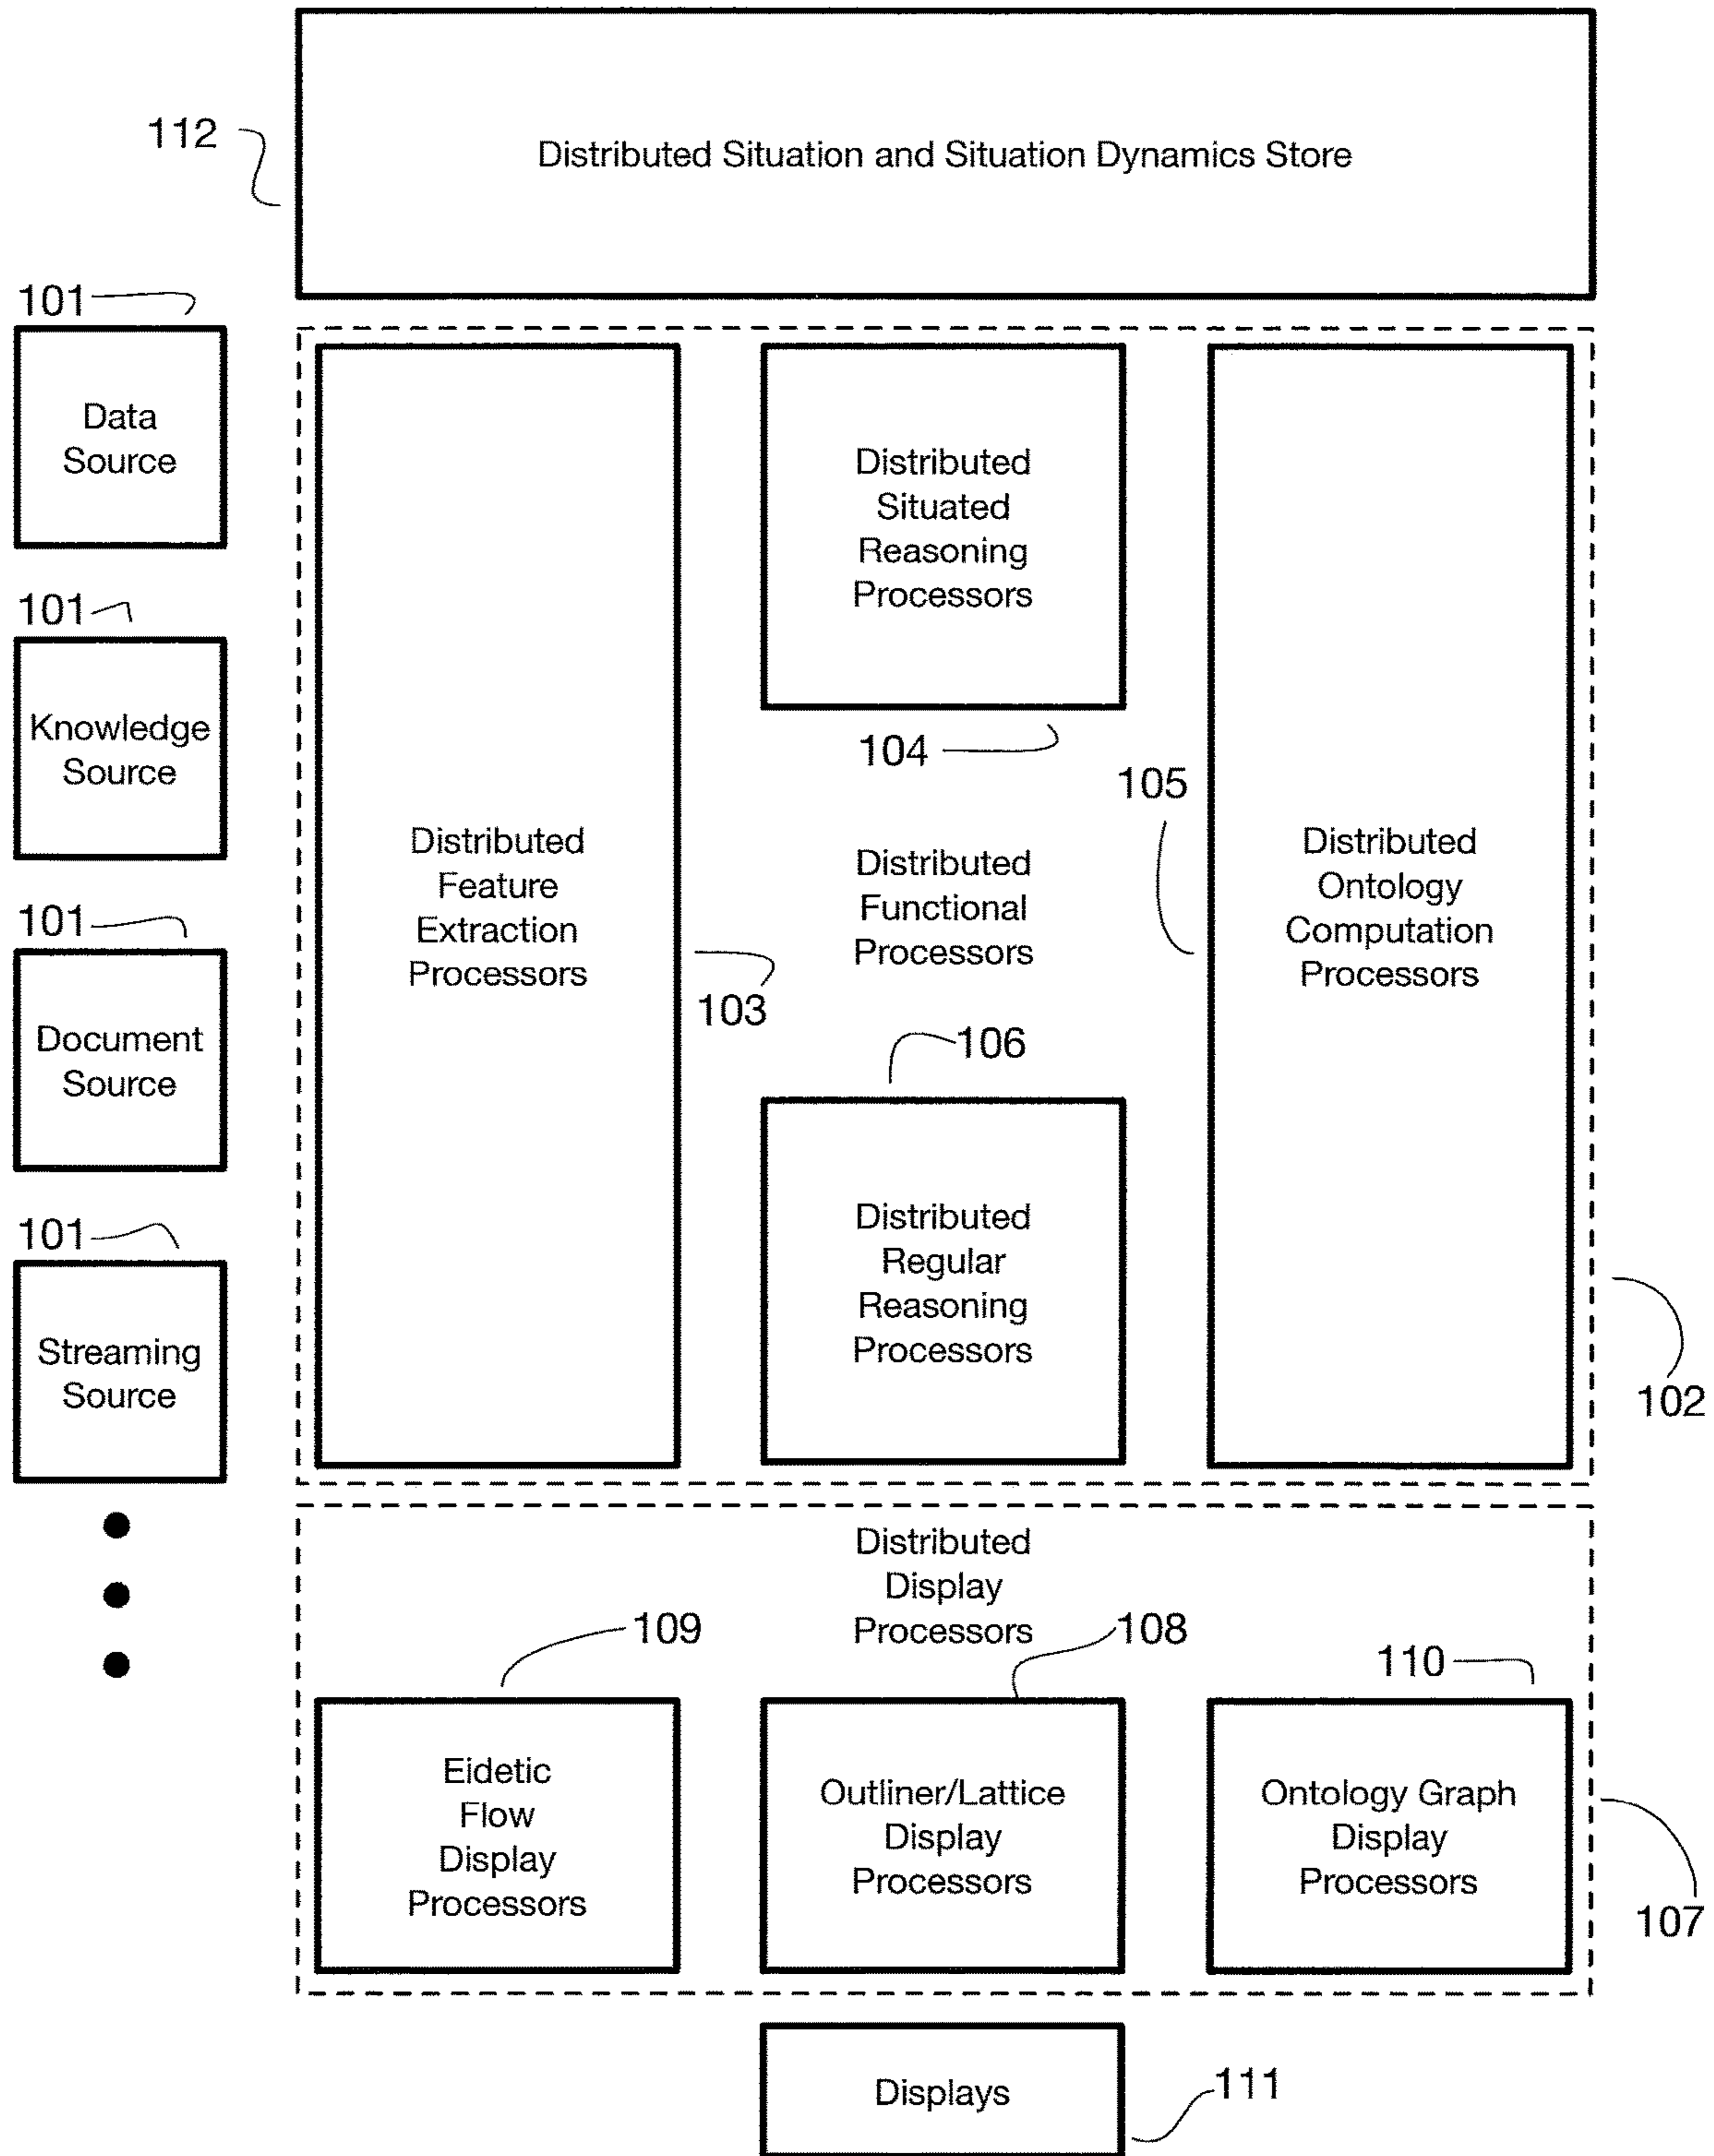 112
Distributed Situation and Situation Dynamics Store
101
Data
Source
101
Knowledge
Source
101
Document
Source
101
Streaming
Source
Distributed
Feature
Extraction
Processors
103
Distributed
Situated
Reasoning
Processors
104
Distributed
Functional
Processors
106
Distributed
Regular
Reasoning
Processors
105
Distributed
Ontology
Computation
Processors
102
Distributed
Display
Processors
109
Eidetic
Flow
Display
Processors
108
Outliner/Lattice
Display
Processors
110
Ontology Graph
Display
Processors
107
Displays
111